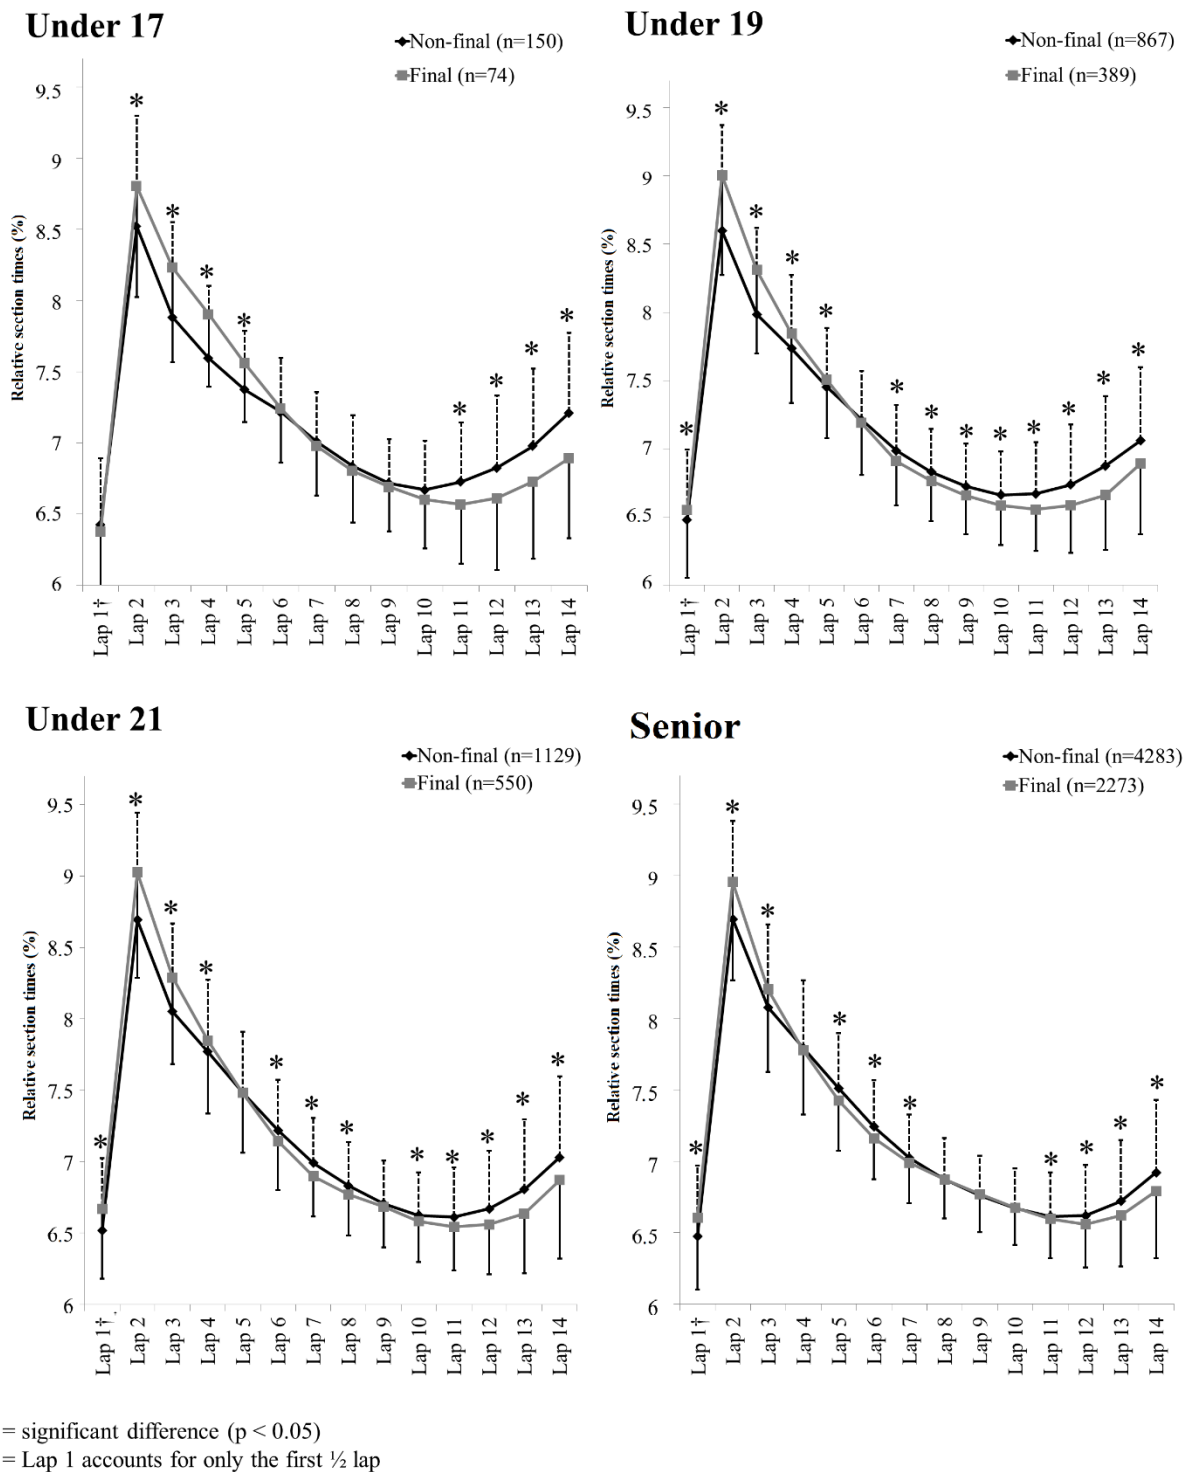 Under 17
Non-final (n=150)
Final (n=74)
Relative section times (%)
9.5
9
8.5
8
7.5
7
6.5
6
* * * * * * * *
Lap 1† Lap 2 Lap 3 Lap 4 Lap 5 Lap 6 Lap 7 Lap 8 Lap 9 Lap 10 Lap 11 Lap 12 Lap 13 Lap 14
Under 19
Non-final (n=867)
Final (n=389)
Relative section times (%)
9.5
9
8.5
8
7.5
7
6.5
6
* * * * * * * * * * * * *
Lap 1† Lap 2 Lap 3 Lap 4 Lap 5 Lap 6 Lap 7 Lap 8 Lap 9 Lap 10 Lap 11 Lap 12 Lap 13 Lap 14
Under 21
Non-final (n=1129)
Final (n=550)
Relative section times (%)
9.5
9
8.5
8
7.5
7
6.5
6
* * * * * * * * * * * *
Lap 1† Lap 2 Lap 3 Lap 4 Lap 5 Lap 6 Lap 7 Lap 8 Lap 9 Lap 10 Lap 11 Lap 12 Lap 13 Lap 14
Senior
Non-final (n=4283)
Final (n=2273)
Relative section times (%)
9.5
9
8.5
8
7.5
7
6.5
6
* * * * * * * * * *
Lap 1† Lap 2 Lap 3 Lap 4 Lap 5 Lap 6 Lap 7 Lap 8 Lap 9 Lap 10 Lap 11 Lap 12 Lap 13 Lap 14
= significant difference (p < 0.05)
= Lap 1 accounts for only the first ½ lap